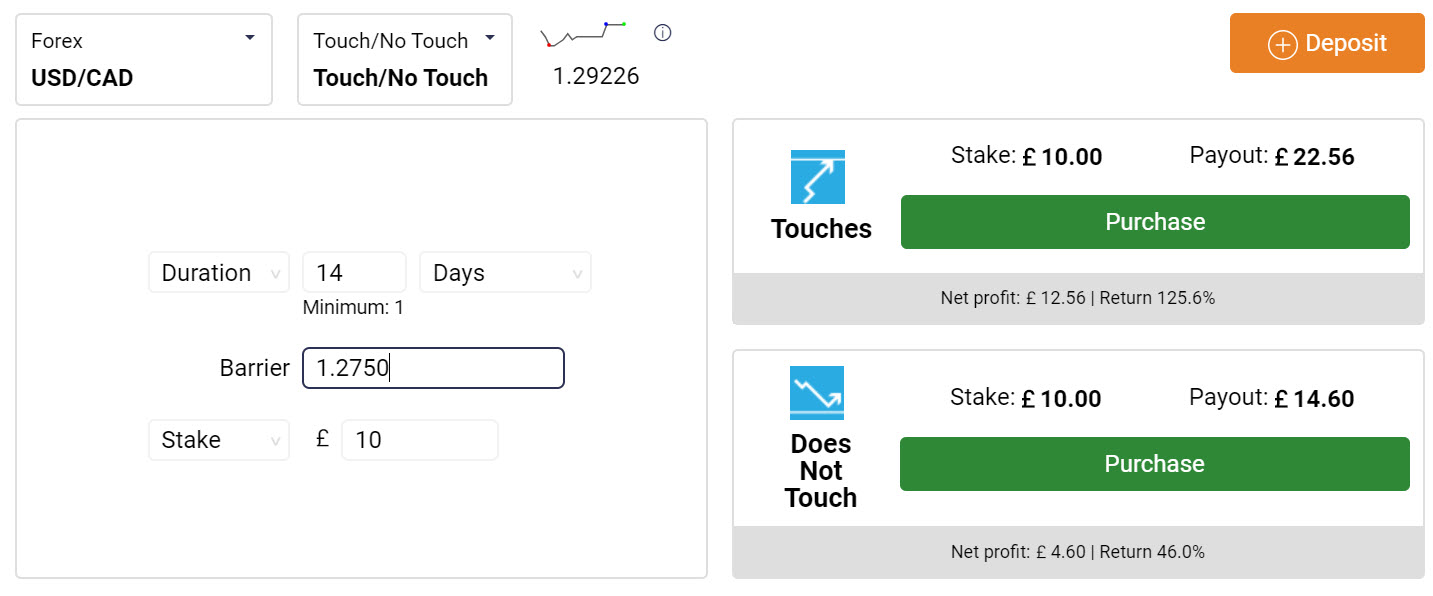 Forex
USD/CAD
Touch/No Touch
Touch/No Touch
1.29226
Deposit
Duration 14 Days
Minimum: 1
Barrier 1.2750
Stake £ 10
Touches
Stake: £ 10.00 Payout: £ 22.56
Purchase
Net profit: £ 12.56 | Return 125.6%
Does
Not
Touch
Stake: £ 10.00 Payout: £ 14.60
Purchase
Net profit: £ 4.60 | Return 46.0%